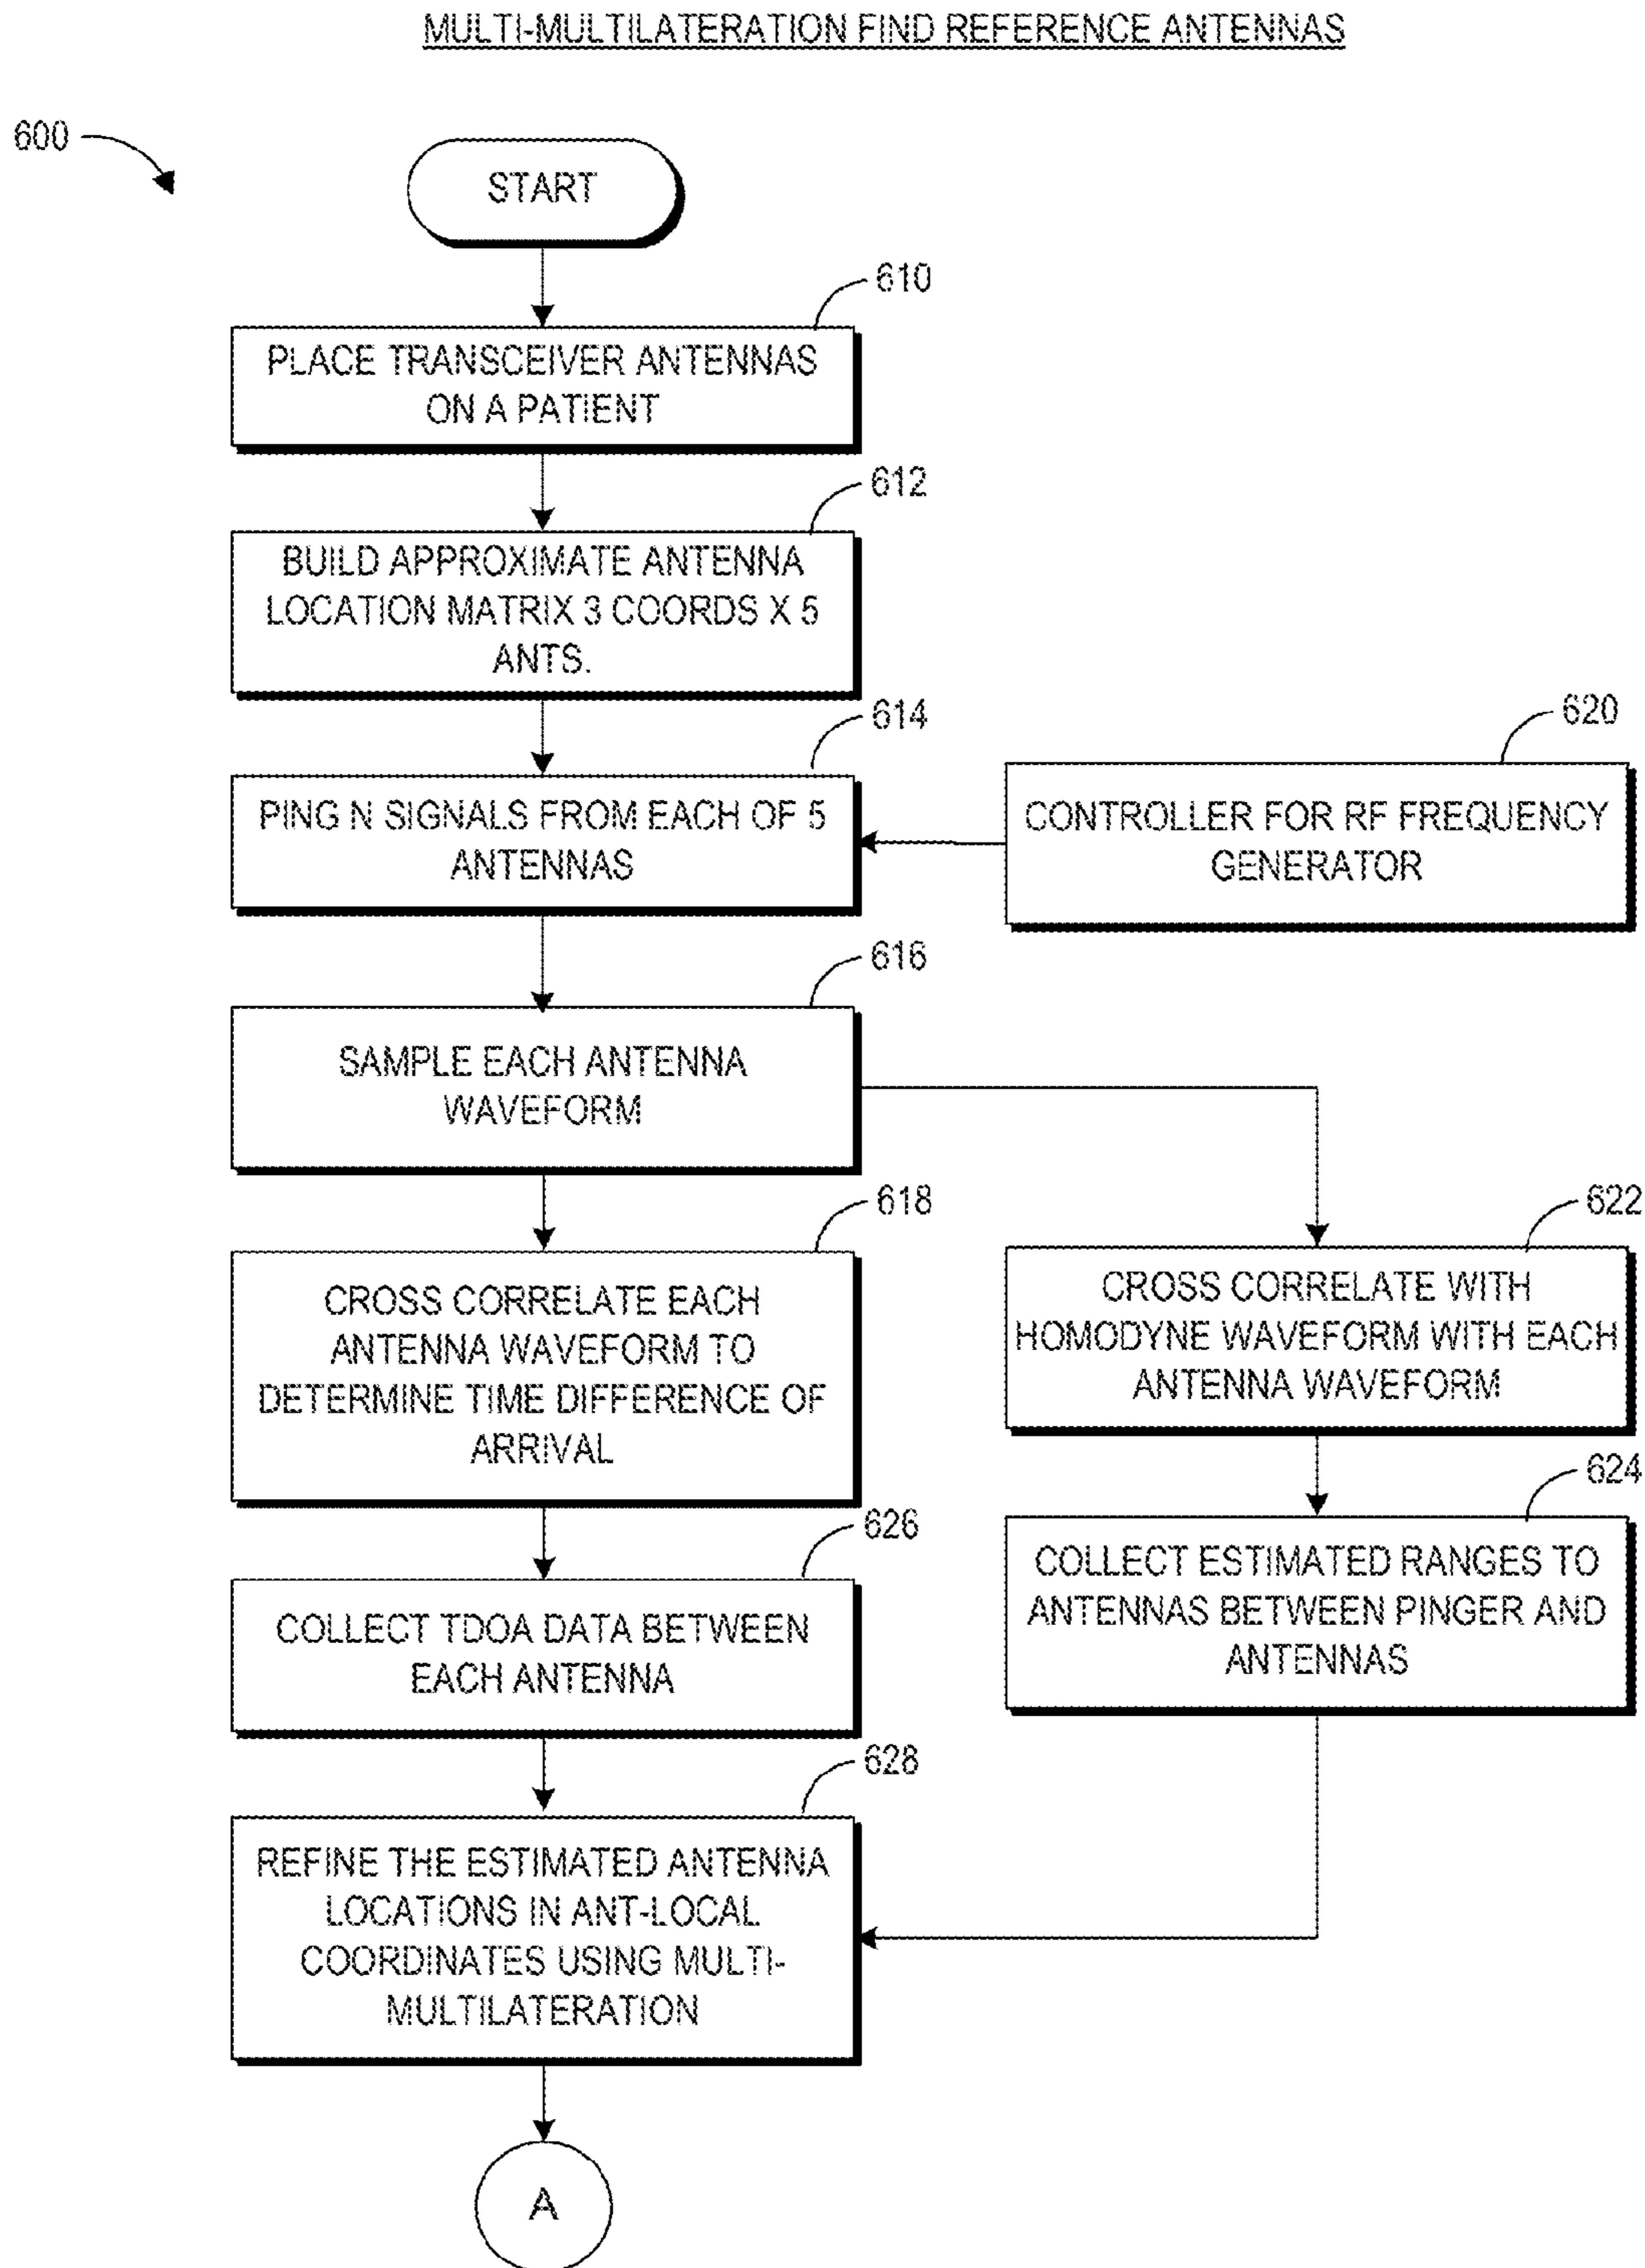 MULTI-MULTILATERATION FIND REFERENCE ANTENNAS
600
START
610
PLACE TRANSCEIVER ANTENNAS
ON A PATIENT
612
BUILD APPROXIMATE ANTENNA
LOCATION MATRIX 3 COORDS X 5
ANTS.
614
PING N SIGNALS FROM EACH OF 5
ANTENNAS
620
CONTROLLER FOR RF FREQUENCY
GENERATOR
616
SAMPLE EACH ANTENNA
WAVEFORM
618
CROSS CORRELATE EACH
ANTENNA WAVEFORM TO
DETERMINE TIME DIFFERENCE OF
ARRIVAL
622
CROSS CORRELATE WITH
HOMODYNE WAVEFORM WITH EACH
ANTENNA WAVEFORM
624
COLLECT ESTIMATED RANGES TO
ANTENNAS BETWEEN PINGER AND
ANTENNAS
626
COLLECT TDOA DATA BETWEEN
EACH ANTENNA
628
REFINE THE ESTIMATED ANTENNA
LOCATIONS IN ANT-LOCAL
COORDINATES USING MULTI-
MULTILATERATION
A